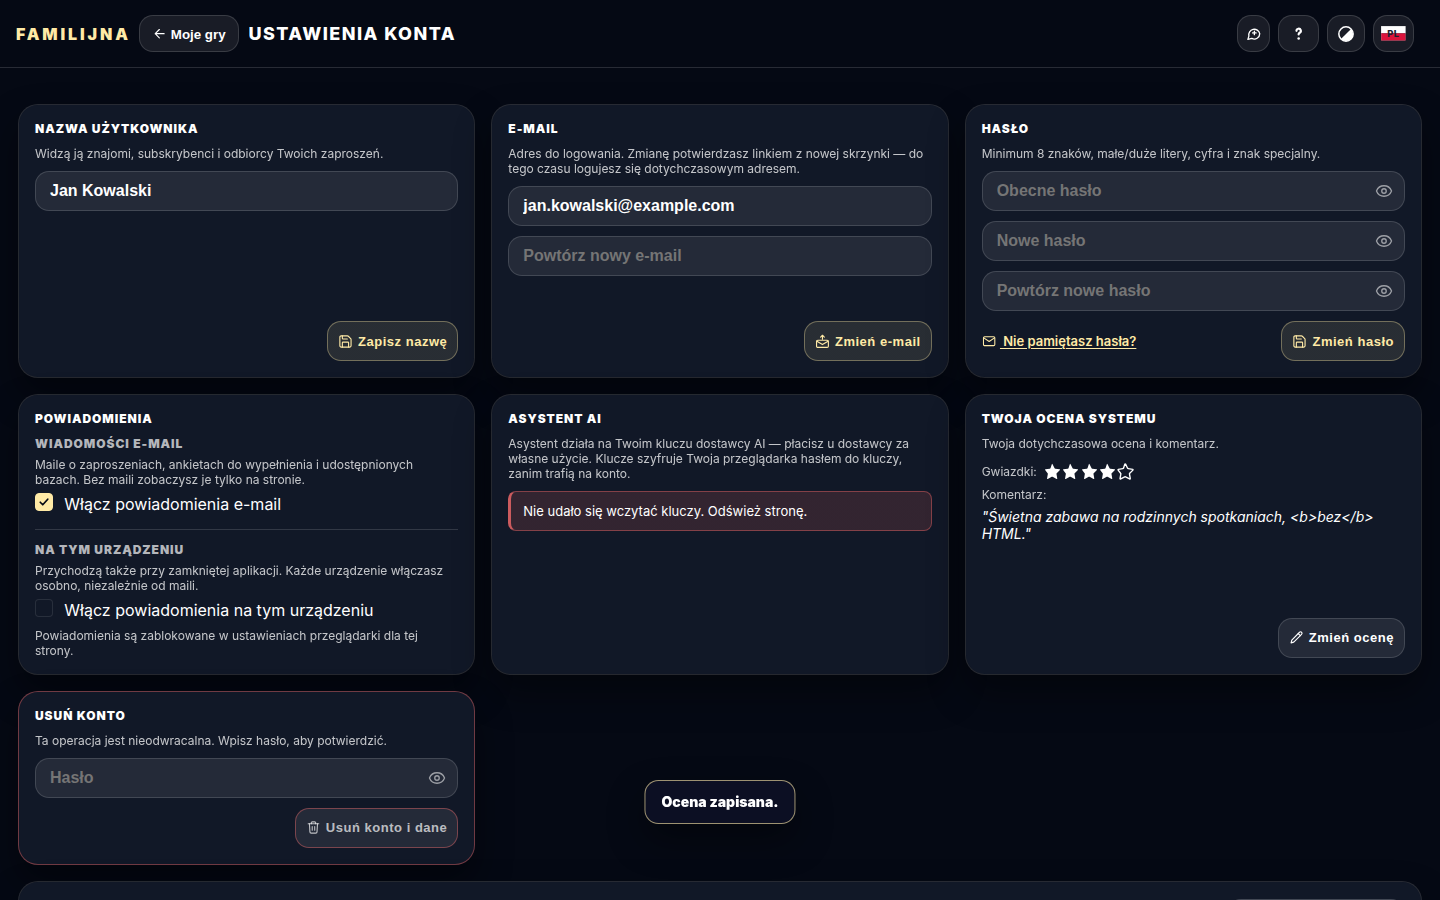 FAMILIJNA
Moje gry
USTAWIENIA KONTA
?
PL
NAZWA UŻYTKOWNIKA
Widzą ją znajomi, subskrybenci i odbiorcy Twoich zaproszeń.
Jan Kowalski
Zapisz nazwę
E-MAIL
Adres do logowania. Zmianę potwierdzasz linkiem z nowej skrzynki — do
tego czasu logujesz się dotychczasowym adresem.
jan.kowalski@example.com
Powtórz nowy e-mail
Zmień e-mail
HASŁO
Minimum 8 znaków, małe/duże litery, cyfra i znak specjalny.
Obecne hasło
Nowe hasło
Powtórz nowe hasło
Nie pamiętasz hasła?
Zmień hasło
POWIADOMIENIA
WIADOMOŚCI E-MAIL
Maile o zaproszeniach, ankietach do wypełnienia i udostępnionych
bazach. Bez maili zobaczysz je tylko na stronie.
Włącz powiadomienia e-mail
NA TYM URZĄDZENIU
Przychodzą także przy zamkniętej aplikacji. Każde urządzenie włączasz
osobno, niezależnie od maili.
Włącz powiadomienia na tym urządzeniu
Powiadomienia są zablokowane w ustawieniach przeglądarki dla tej
strony.
ASYSTENT AI
Asystent działa na Twoim kluczu dostawcy AI — płacisz u dostawcy za
własne użycie. Klucze szyfruje Twoja przeglądarka hasłem do kluczy,
zanim trafią na konto.
Nie udało się wczytać kluczy. Odśwież stronę.
TWOJA OCENA SYSTEMU
Twoja dotychczasowa ocena i komentarz.
Gwiazdki:
Komentarz:
"Świetna zabawa na rodzinnych spotkaniach, <b>bez</b>
HTML."
Zmień ocenę
USUŃ KONTO
Ta operacja jest nieodwracalna. Wpisz hasło, aby potwierdzić.
Hasło
Usuń konto i dane
Ocena zapisana.